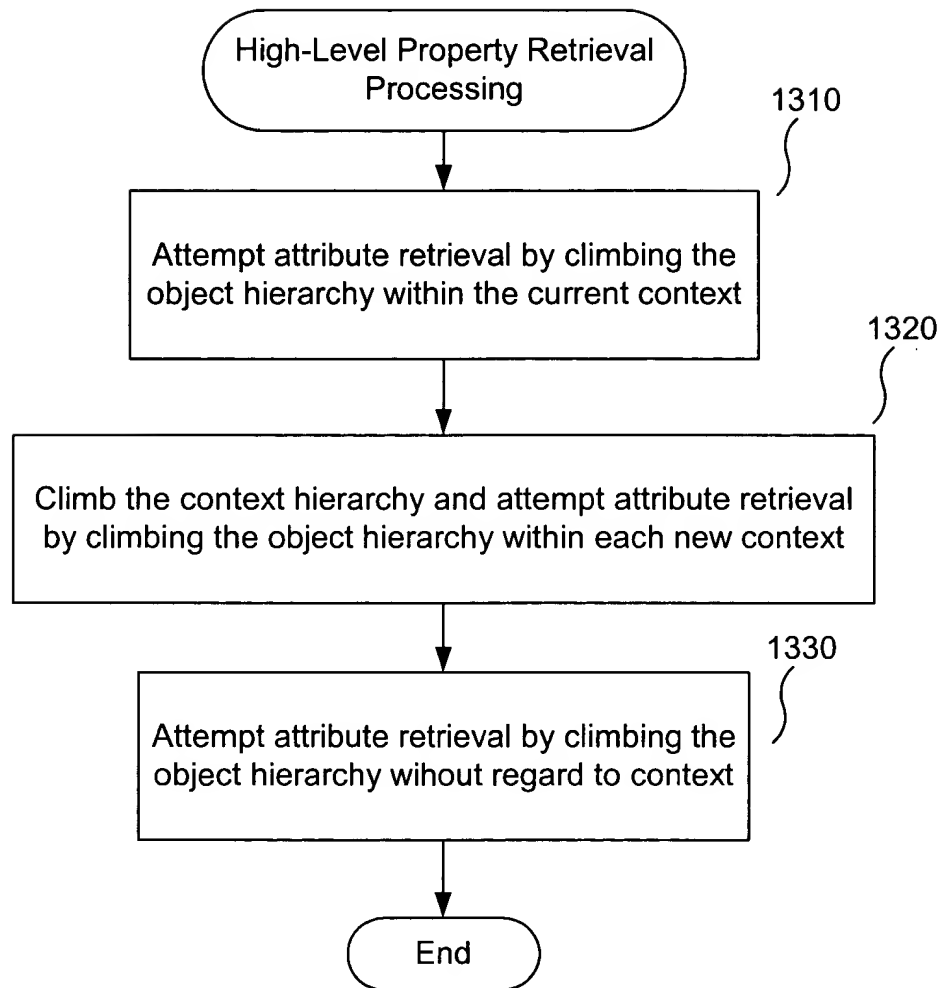 High-Level Property Retrieval
Processing
1310
Attempt attribute retrieval by climbing the
object hierarchy within the current context
1320
Climb the context hierarchy and attempt attribute retrieval
by climbing the object hierarchy within each new context
1330
Attempt attribute retrieval by climbing the
object hierarchy wihout regard to context
End